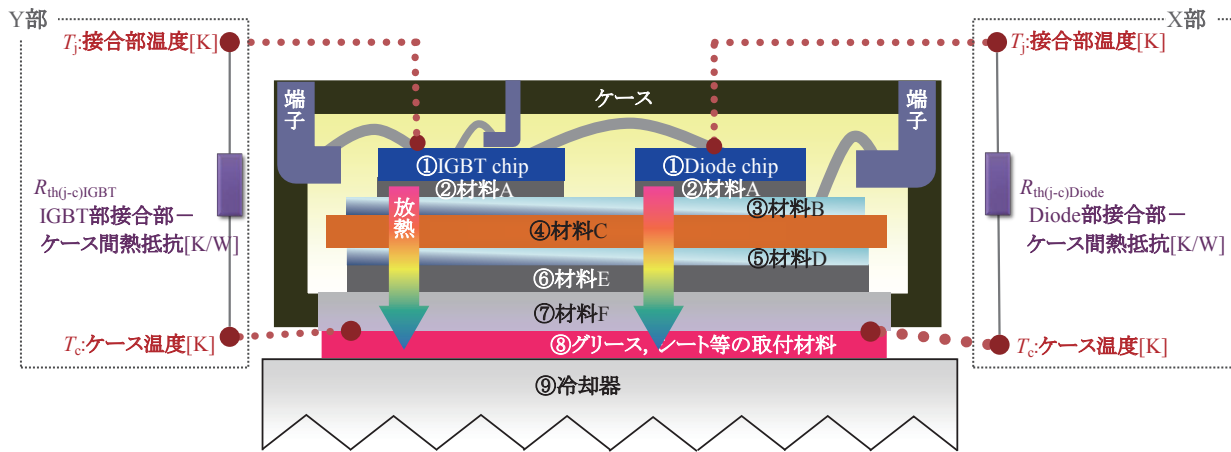 Y部
X部
Tj:接合部温度[K]
Tj:接合部温度[K]
端子
ケース
端子
①IGBT chip
①Diode chip
②材料A
②材料A
Rth(j-c)IGBT
IGBT部接合部−
ケース間熱抵抗[K/W]
Rth(j-c)Diode
Diode部接合部−
ケース間熱抵抗[K/W]
放熱
③材料B
④材料C
⑤材料D
⑥材料E
⑦材料F
Tc:ケース温度[K]
Tc:ケース温度[K]
⑧グリース, シート等の取付材料
⑨冷却器